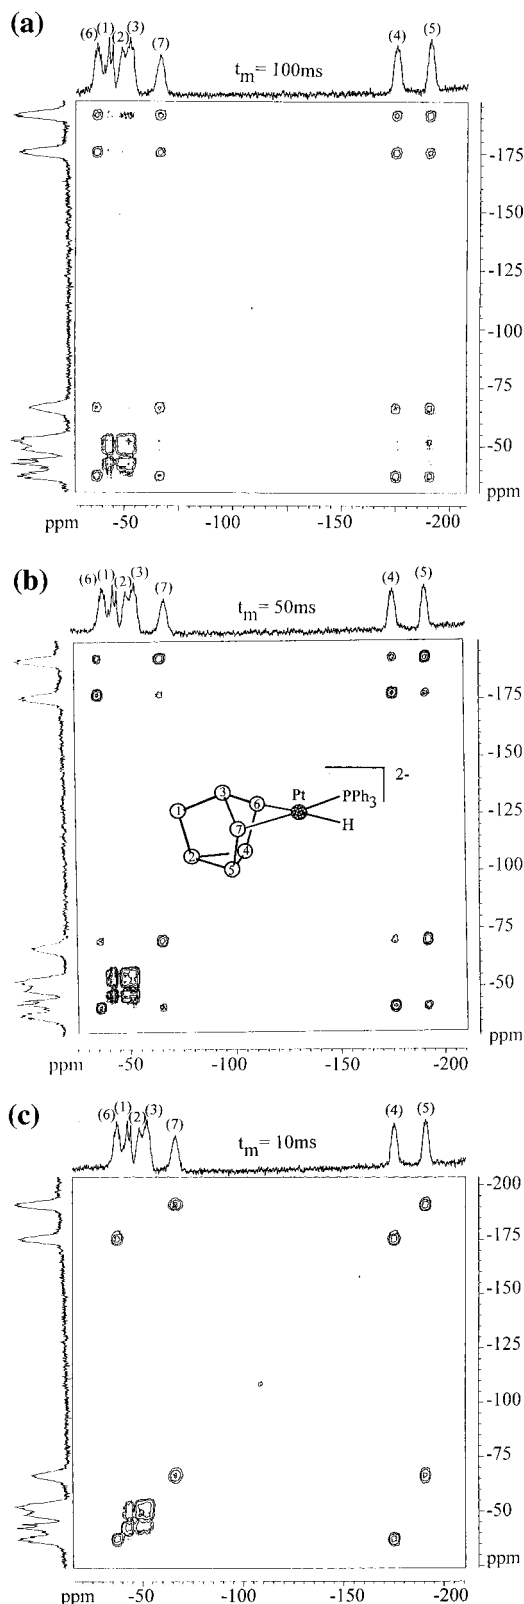 (a)
(6) (1) (2) (3) (7) (4) (5)
tm= 100ms
-175
-150
-100
-75
-50
ppm
ppm -50 -100 -150 -200
(b)
(6) (1) (2) (3) (7) (4) (5)
tm= 50ms
-175
-150
-125
-100
-75
-50
ppm
2-
Pt
PPh3
H
3
6
1
7
2
4
5
ppm -50 -100 -150 -200
(c)
(6) (1) (2) (3) (7) (4) (5)
tm= 10ms
-200
-175
-150
-125
-100
-75
-50
ppm
ppm -50 -100 -150 -200